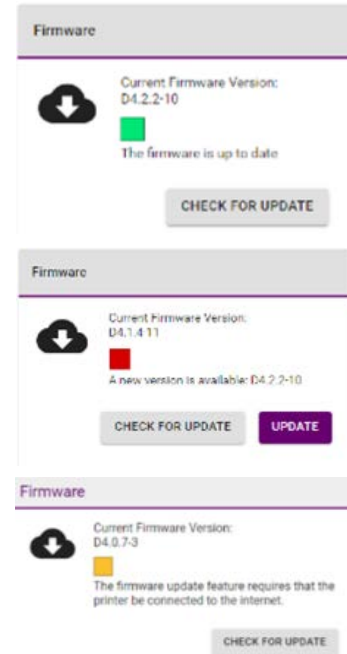 Firmware
Current Firmware Version:
D4.2.2-10
The firmware is up to date
CHECK FOR UPDATE
Firmware
Current Firmware Version:
D4.1.4 11
A new version is available: D4.2.2-10
CHECK FOR UPDATE
UPDATE
Firmware
Current Firmware Version:
D4.0.7-3
The firmware update feature requires that the
printer be connected to the internet.
CHECK FOR UPDATE